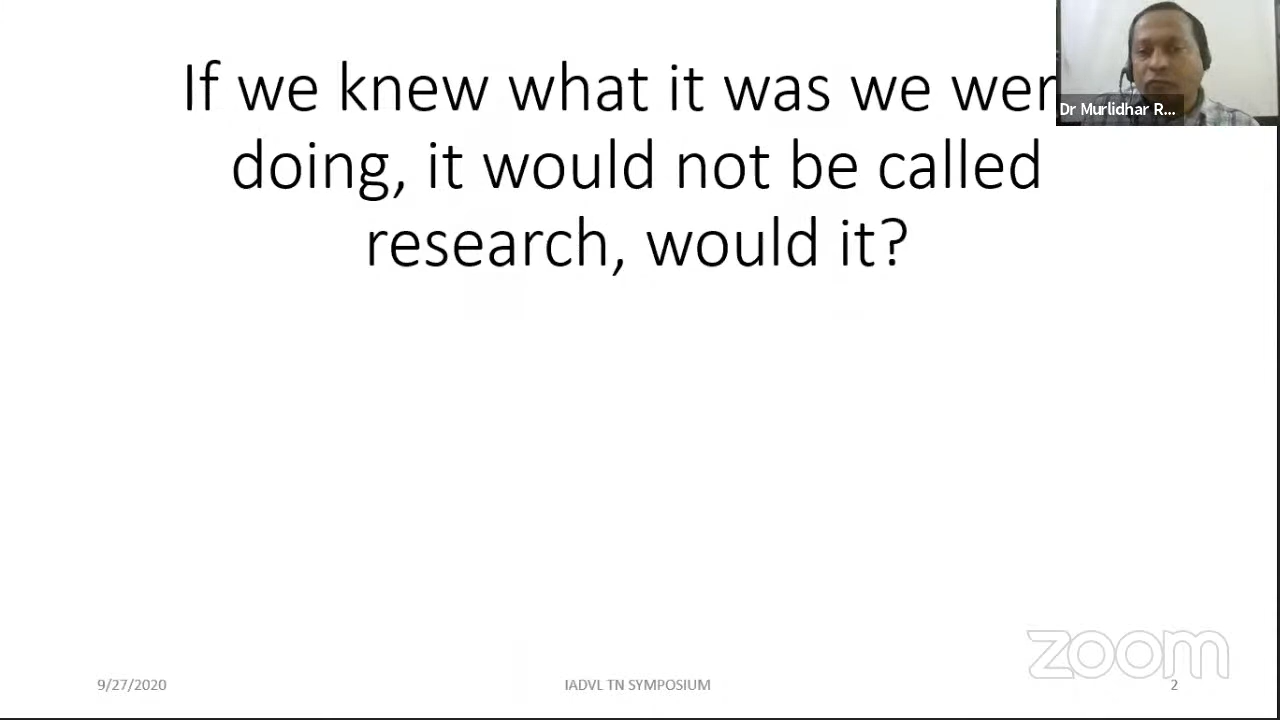 If we knew what it was we wer
doing, it would not be called
research, would it?
Dr Murlidhar R...
zoom
9/27/2020
IADVL TN SYMPOSIUM
2